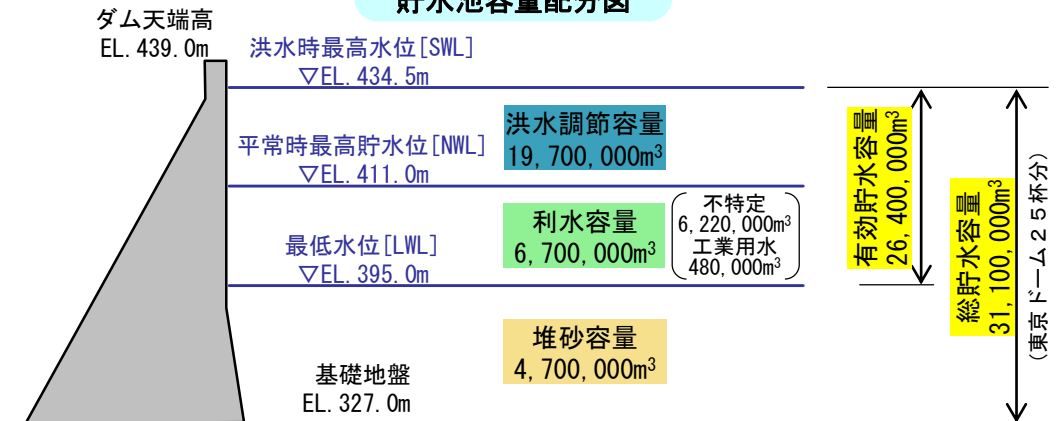 貯水池容量配分図
ダム天端高
EL.439.0m
洪水時最高水位[SWL]
▽EL.434.5m
平常時最高貯水位[NWL]
▽EL.411.0m
最低水位[LWL]
▽EL.395.0m
基礎地盤
EL.327.0m
洪水調節容量
19,700,000m³
利水容量
6,700,000m³
不特定
6,220,000m³
工業用水
480,000m³
堆砂容量
4,700,000m³
有効貯水容量
26,400,000m³
総貯水容量
31,100,000m³
(東京ドーム25杯分)